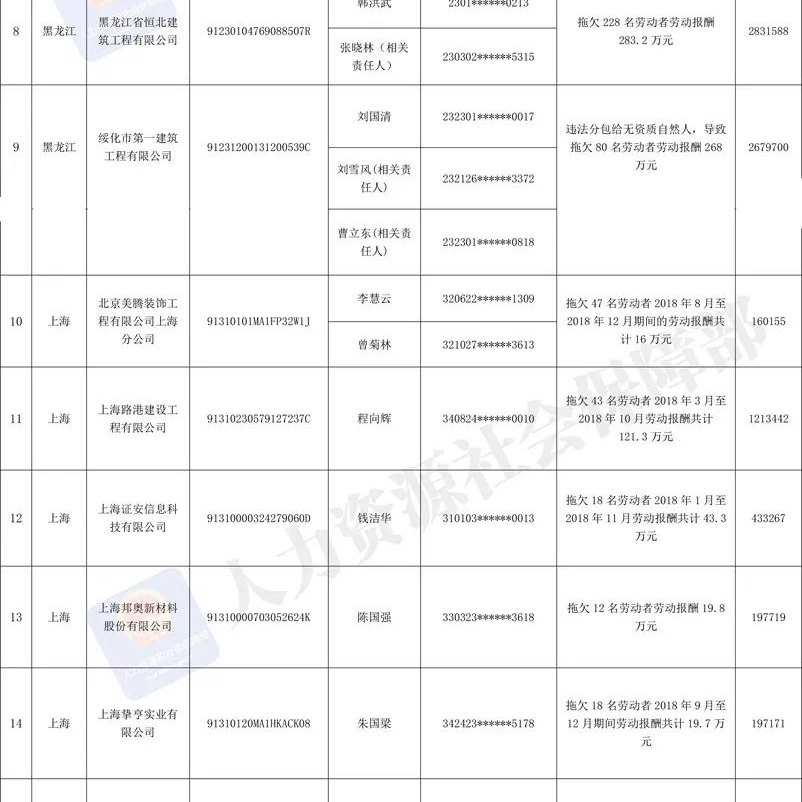 韩洪武
2301******0213
8
黑龙江
黑龙江省恒北建
筑工程有限公司
91230104769088507R
张晓林（相关
责任人）
230302******5315
拖欠 228 名劳动者劳动报酬
283.2 万元
2831588
9
黑龙江
绥化市第一建筑
工程有限公司
91231200131200539C
刘国清
232301******0017
刘雪风(相关责
任人)
232126******3372
曹立东(相关责
任人)
232301******0818
违法分包给无资质自然人，导致
拖欠 80 名劳动者劳动报酬 268
万元
2679700
10
上海
北京美腾装饰工
程有限公司上海
分公司
91310101MA1FP32W1J
李慧云
320622******1309
曾菊林
321027******3613
拖欠 47 名劳动者 2018 年 8 月至
2018 年 12 月期间的劳动报酬共
计 16 万元
160155
11
上海
上海路港建设工
程有限公司
91310230579127237C
程向辉
340824******0010
拖欠 43 名劳动者 2018 年 3 月至
2018 年 10 月劳动报酬共计
121.3 万元
1213442
12
上海
上海证安信息科
技有限公司
91310000324279060D
钱洁华
310103******0013
拖欠 18 名劳动者 2018 年 1 月至
2018 年 11 月劳动报酬共计 43.3
万元
433267
13
上海
上海邦奥新材料
股份有限公司
91310000703052624K
陈国强
330323******3618
拖欠 12 名劳动者劳动报酬 19.8
万元
197719
14
上海
上海挚亨实业有
限公司
91310120MA1HKACK08
朱国梁
342423******5178
拖欠 18 名劳动者 2018 年 9 月至
12 月期间劳动报酬共计 19.7 万
元
197171
人力资源社会保障部